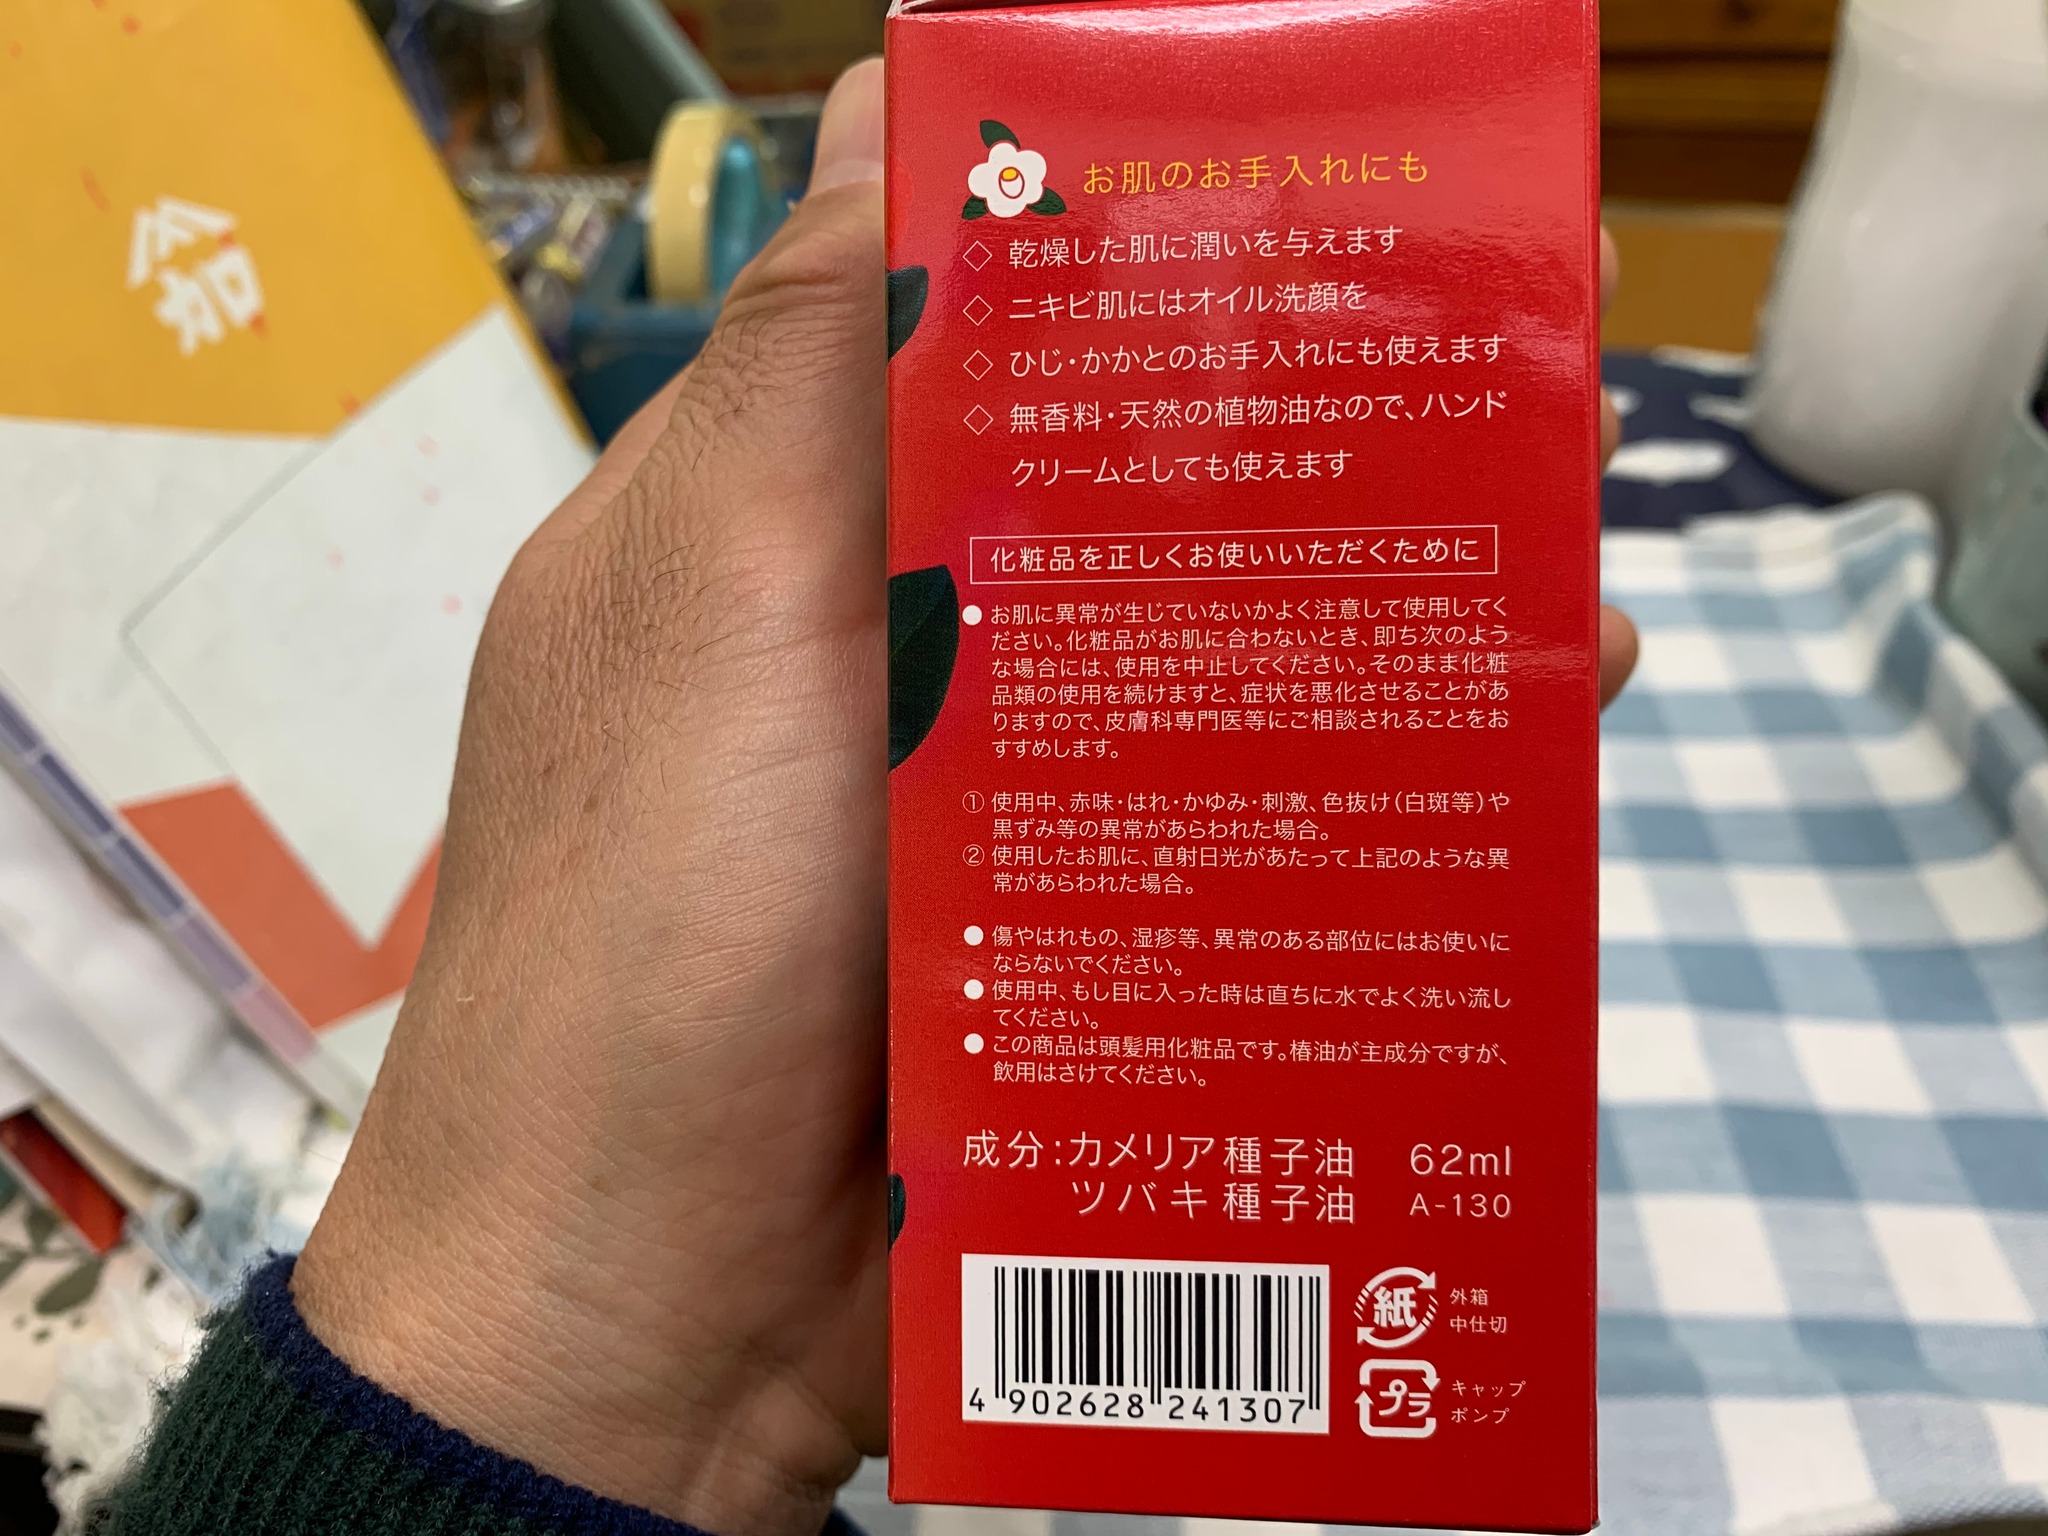 お肌のお手入れにも
◇ 乾燥した肌に潤いを与えます
◇ ニキビ肌にはオイル洗顔を
◇ ひじ・かかとのお手入れにも使えます
◇ 無香料・天然の植物油なので、ハンド
クリームとしても使えます
化粧品を正しくお使いいただくために
● お肌に異常が生じていないかよく注意して使用してく
ださい。化粧品がお肌に合わないとき、即ち次のよう
な場合には、使用を中止してください。そのまま化粧
品類の使用を続けますと、症状を悪化させることがあ
りますので、皮膚科専門医等にご相談されることをお
すすめします。
① 使用中、赤味・はれ・かゆみ・刺激、色抜け(白斑等)や
黒ずみ等の異常があらわれた場合。
② 使用したお肌に、直射日光があたって上記のような異
常があらわれた場合。
● 傷やはれもの、湿疹等、異常のある部位にはお使いに
ならないでください。
● 使用中、もし目に入った時は直ちに水でよく洗い流し
てください。
● この商品は頭髪用化粧品です。椿油が主成分ですが、
飲用はさけてください。
成分:カメリア種子油 62ml
ツバキ種子油 A-130
4 902628 241307
紙 外箱
中仕切
プラ キャップ
ポンプ